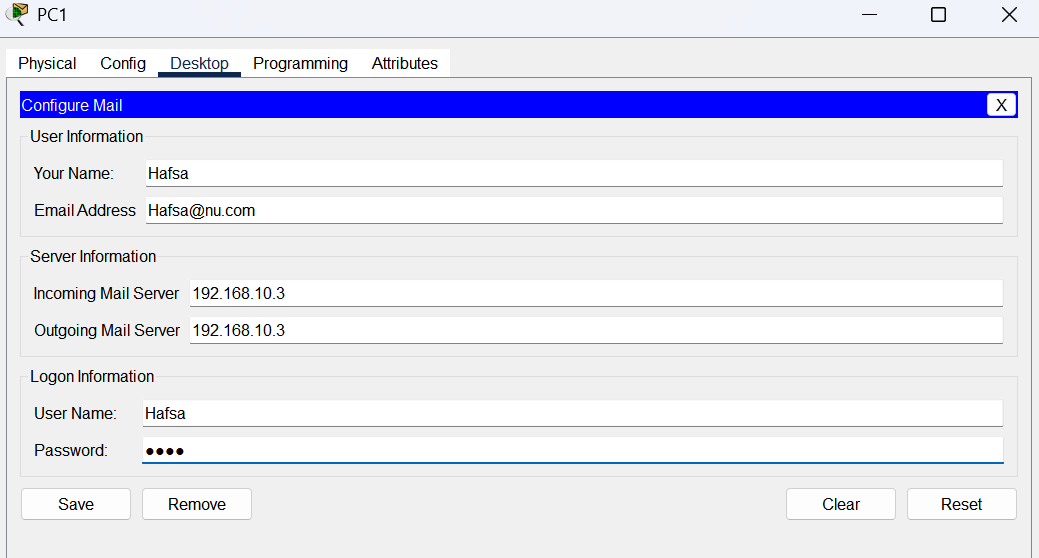 PC1
Physical Config Desktop Programming Attributes
Configure Mail X
User Information
Your Name: Hafsa
Email Address Hafsa@nu.com
Server Information
Incoming Mail Server 192.168.10.3
Outgoing Mail Server 192.168.10.3
Logon Information
User Name: Hafsa
Password: ●●●●
Save Remove Clear Reset